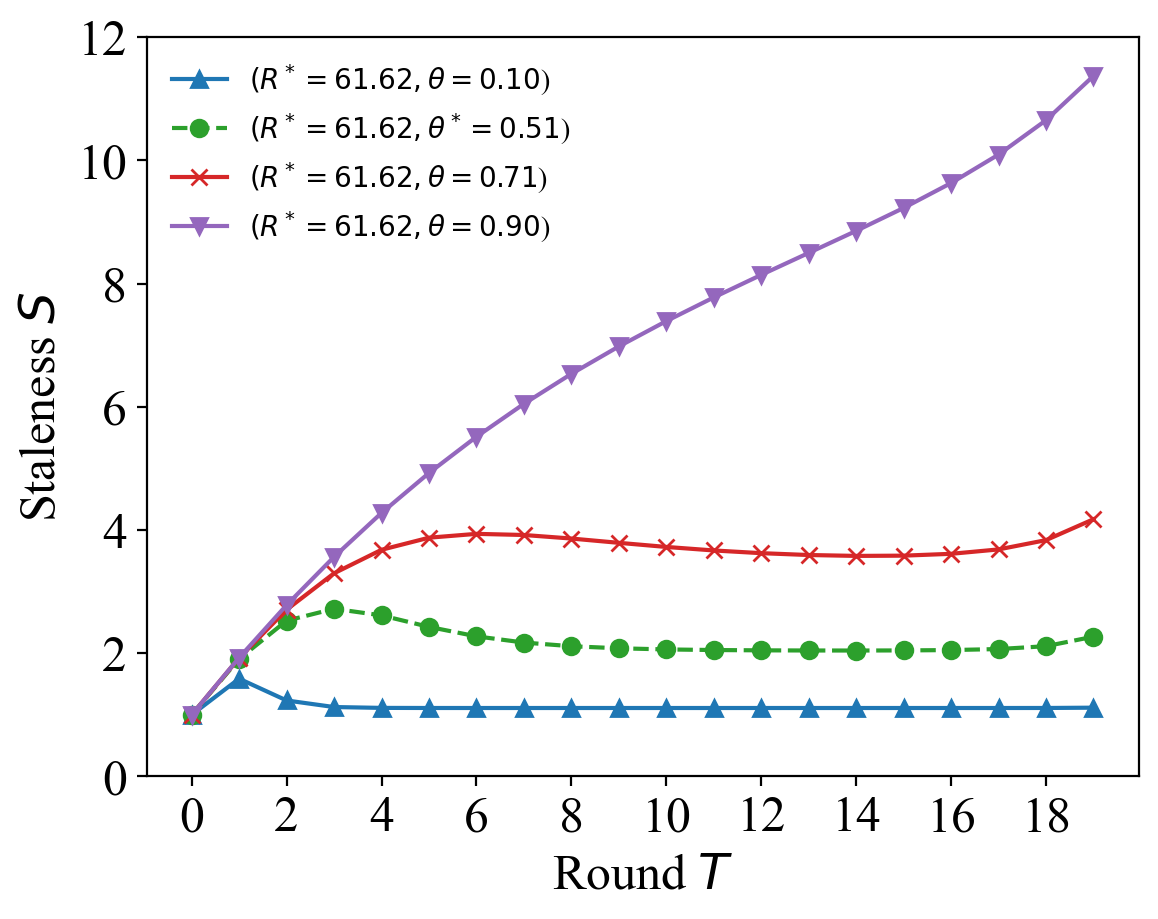 12
10
8
6
4
2
0
Staleness S
(R* = 61.62, θ = 0.10)
(R* = 61.62, θ* = 0.51)
(R* = 61.62, θ = 0.71)
(R* = 61.62, θ = 0.90)
0 2 4 6 8 10 12 14 16 18
Round T